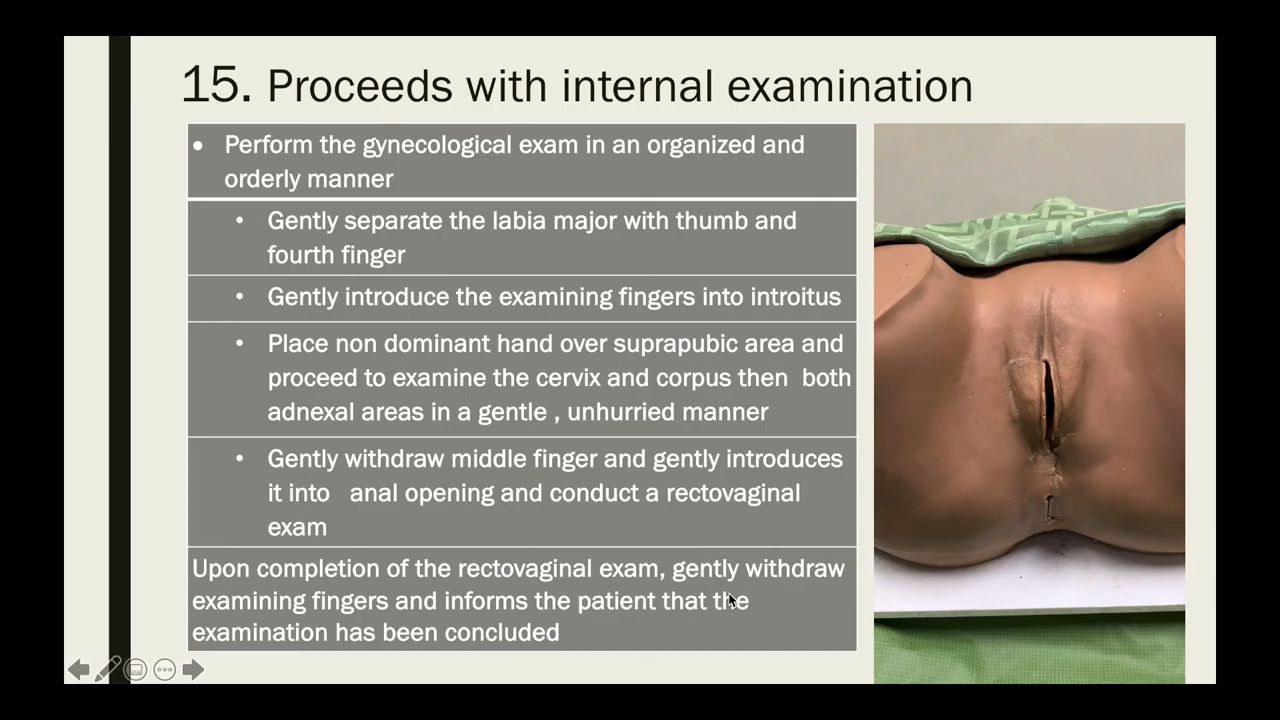 15. Proceeds with internal examination
• Perform the gynecological exam in an organized and
orderly manner
• Gently separate the labia major with thumb and
fourth finger
• Gently introduce the examining fingers into introitus
• Place non dominant hand over suprapubic area and
proceed to examine the cervix and corpus then both
adnexal areas in a gentle , unhurried manner
• Gently withdraw middle finger and gently introduces
it into anal opening and conduct a rectovaginal
exam
Upon completion of the rectovaginal exam, gently withdraw
examining fingers and informs the patient that the
examination has been concluded